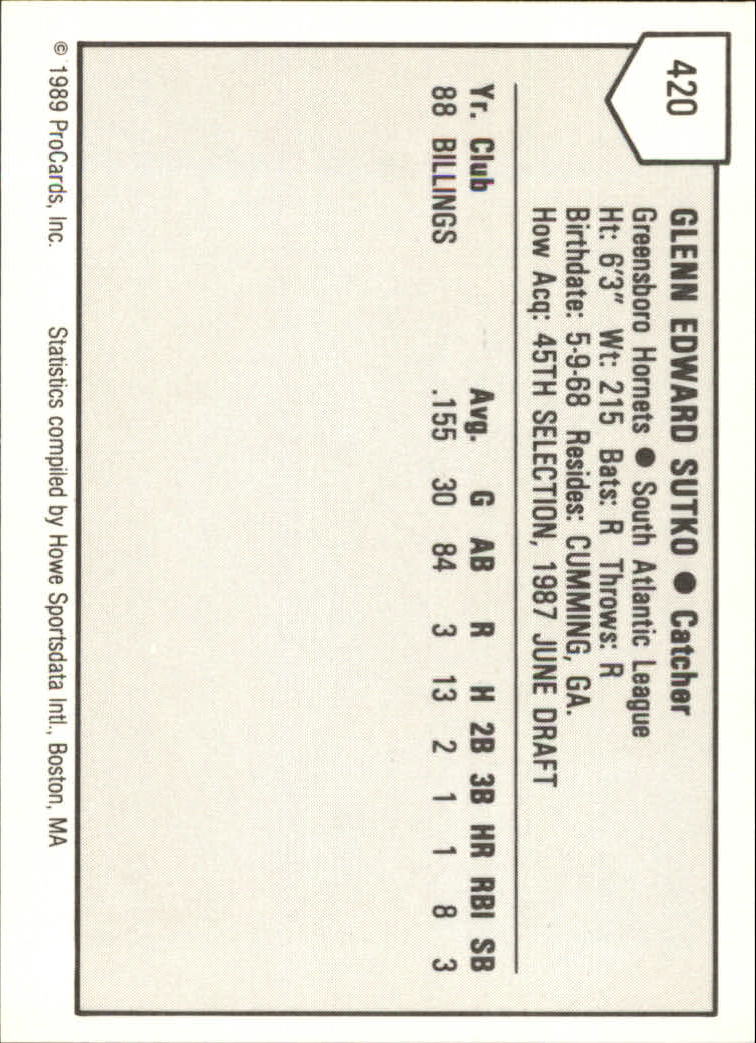 420
GLENN EDWARD SUTKO ● Catcher
Greensboro Hornets ● South Atlantic League
Ht: 6'3" Wt: 215 Bats: R Throws: R
Birthdate: 5-9-68 Resides: CUMMING, GA.
How Acq: 45TH SELECTION, 1987 JUNE DRAFT
Yr. Club Avg. G AB R H 2B 3B HR RBI SB
88 BILLINGS .155 30 84 3 13 2 1 1 8 3
© 1989 ProCards, Inc. Statistics compiled by Howe Sportsdata Intl., Boston, MA